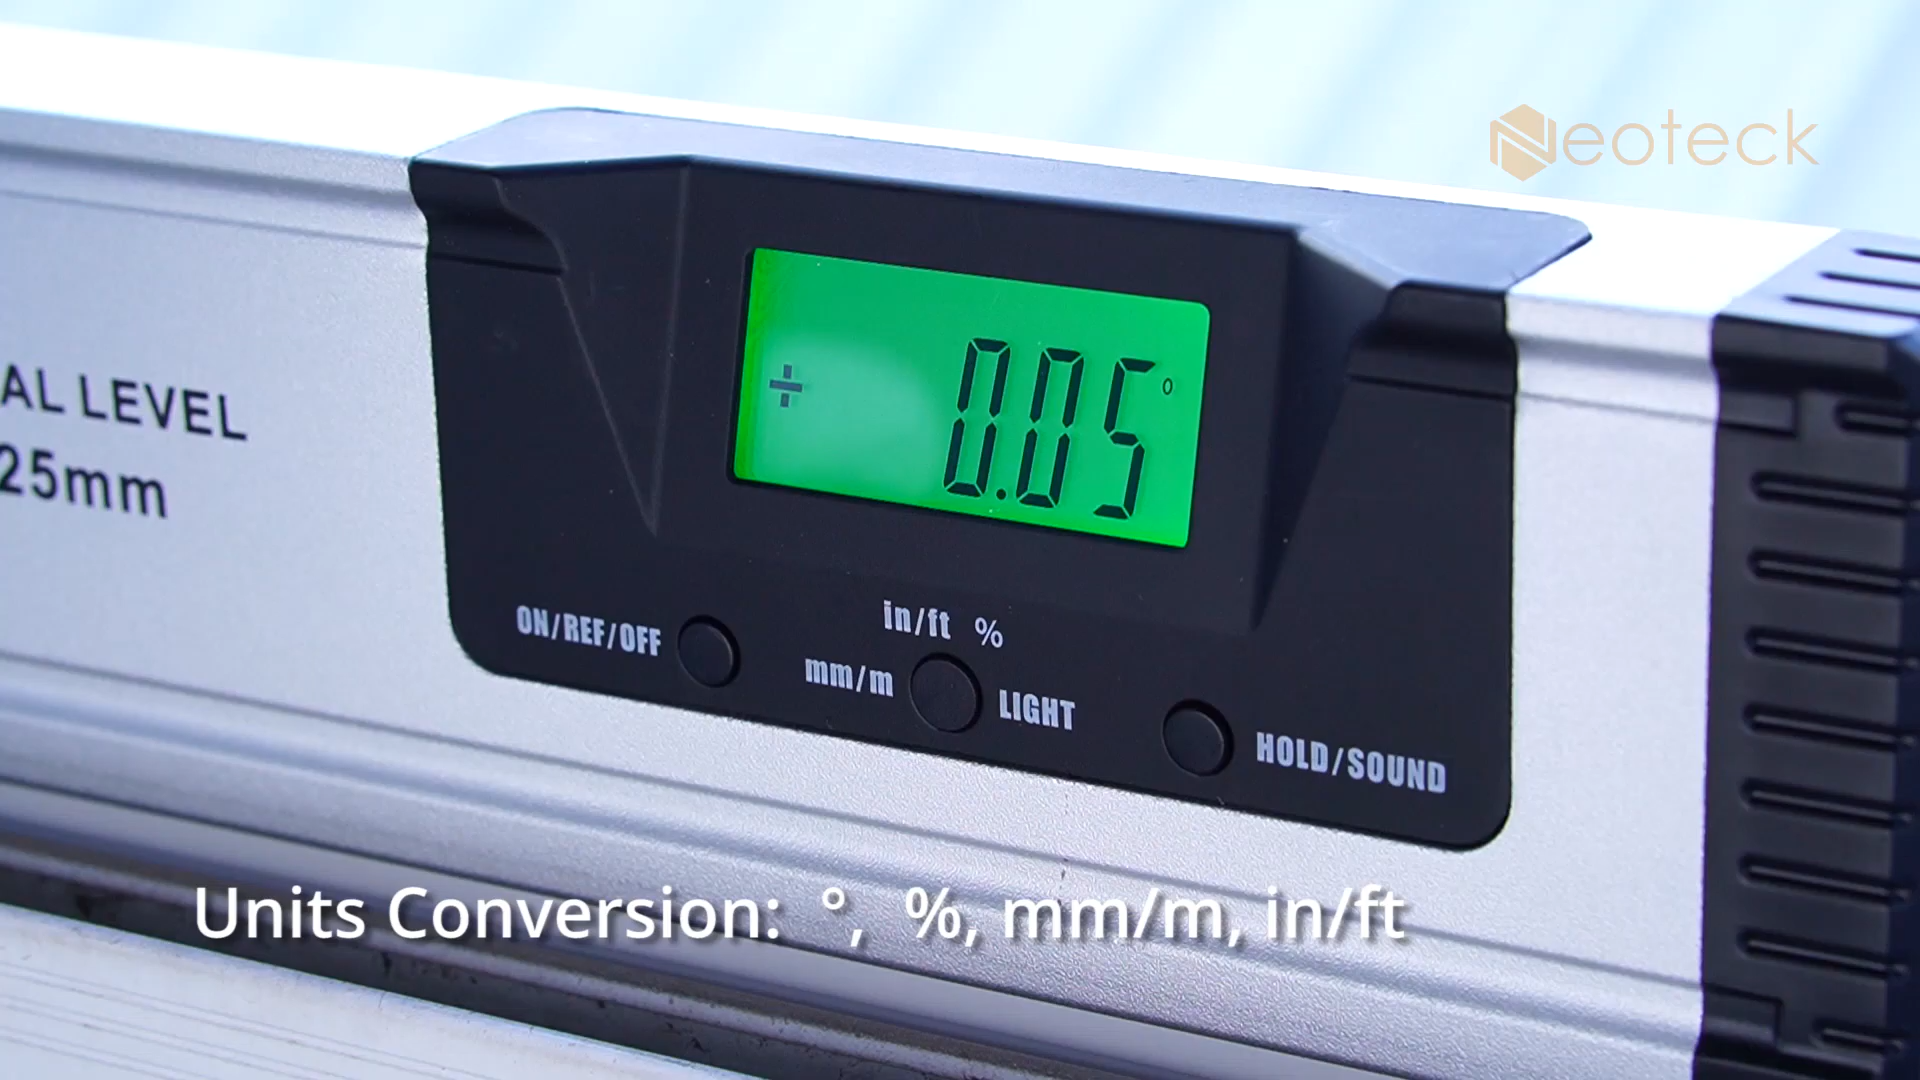 Neoteck
AL LEVEL
25mm
0.05°
ON/REF/OFF
in/ft %
mm/m
LIGHT
HOLD/SOUND
Units Conversion: °, %, mm/m, in/ft